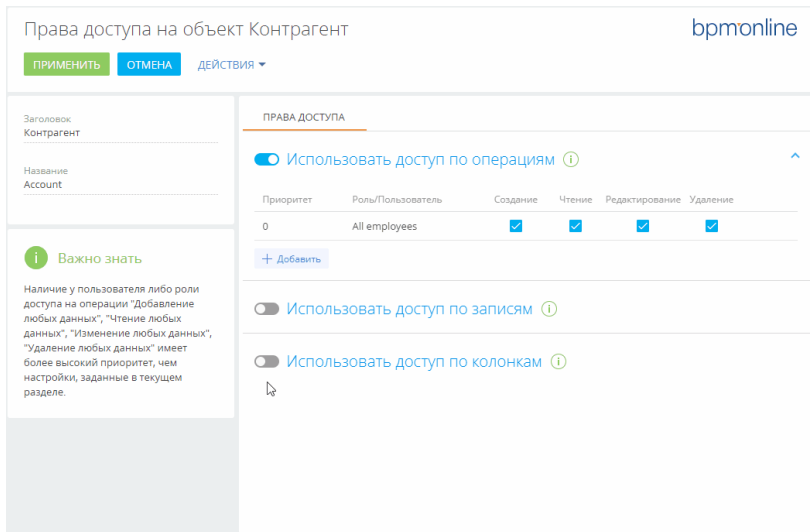 Права доступа на объект Контрагент
bpmonline
ПРИМЕНИТЬ ОТМЕНА ДЕЙСТВИЯ
Заголовок
Контрагент
Название
Account
i Важно знать
Наличие у пользователя либо роли
доступа на операции "Добавление
любых данных", "Чтение любых
данных", "Изменение любых данных",
"Удаление любых данных" имеет
более высокий приоритет, чем
настройки, заданные в текущем
разделе.
ПРАВА ДОСТУПА
Использовать доступ по операциям i
Приоритет Роль/Пользователь Создание Чтение Редактирование Удаление
0 All employees
+ Добавить
Использовать доступ по записям i
Использовать доступ по колонкам i